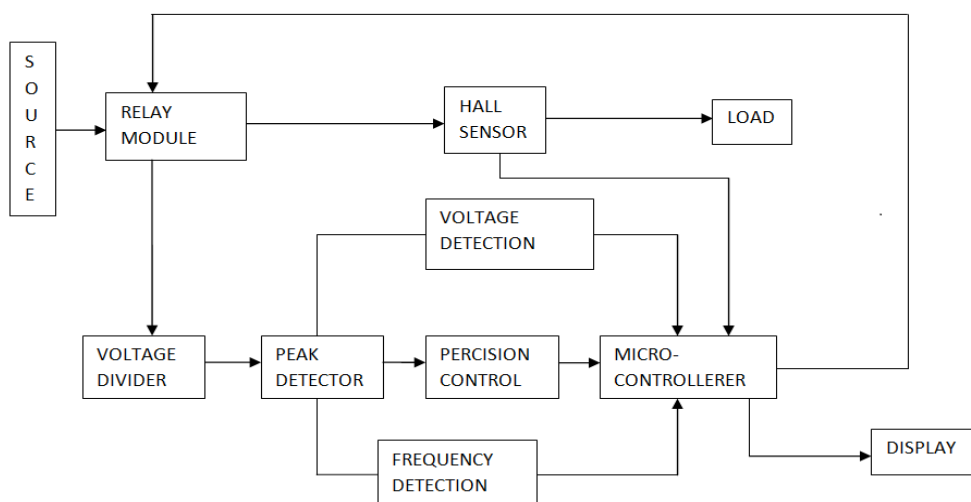 S
O
U
R
C
E
RELAY
MODULE
HALL
SENSOR
LOAD
VOLTAGE
DETECTION
VOLTAGE
DIVIDER
PEAK
DETECTOR
PERCISION
CONTROL
MICRO-
CONTROLLERER
FREQUENCY
DETECTION
DISPLAY